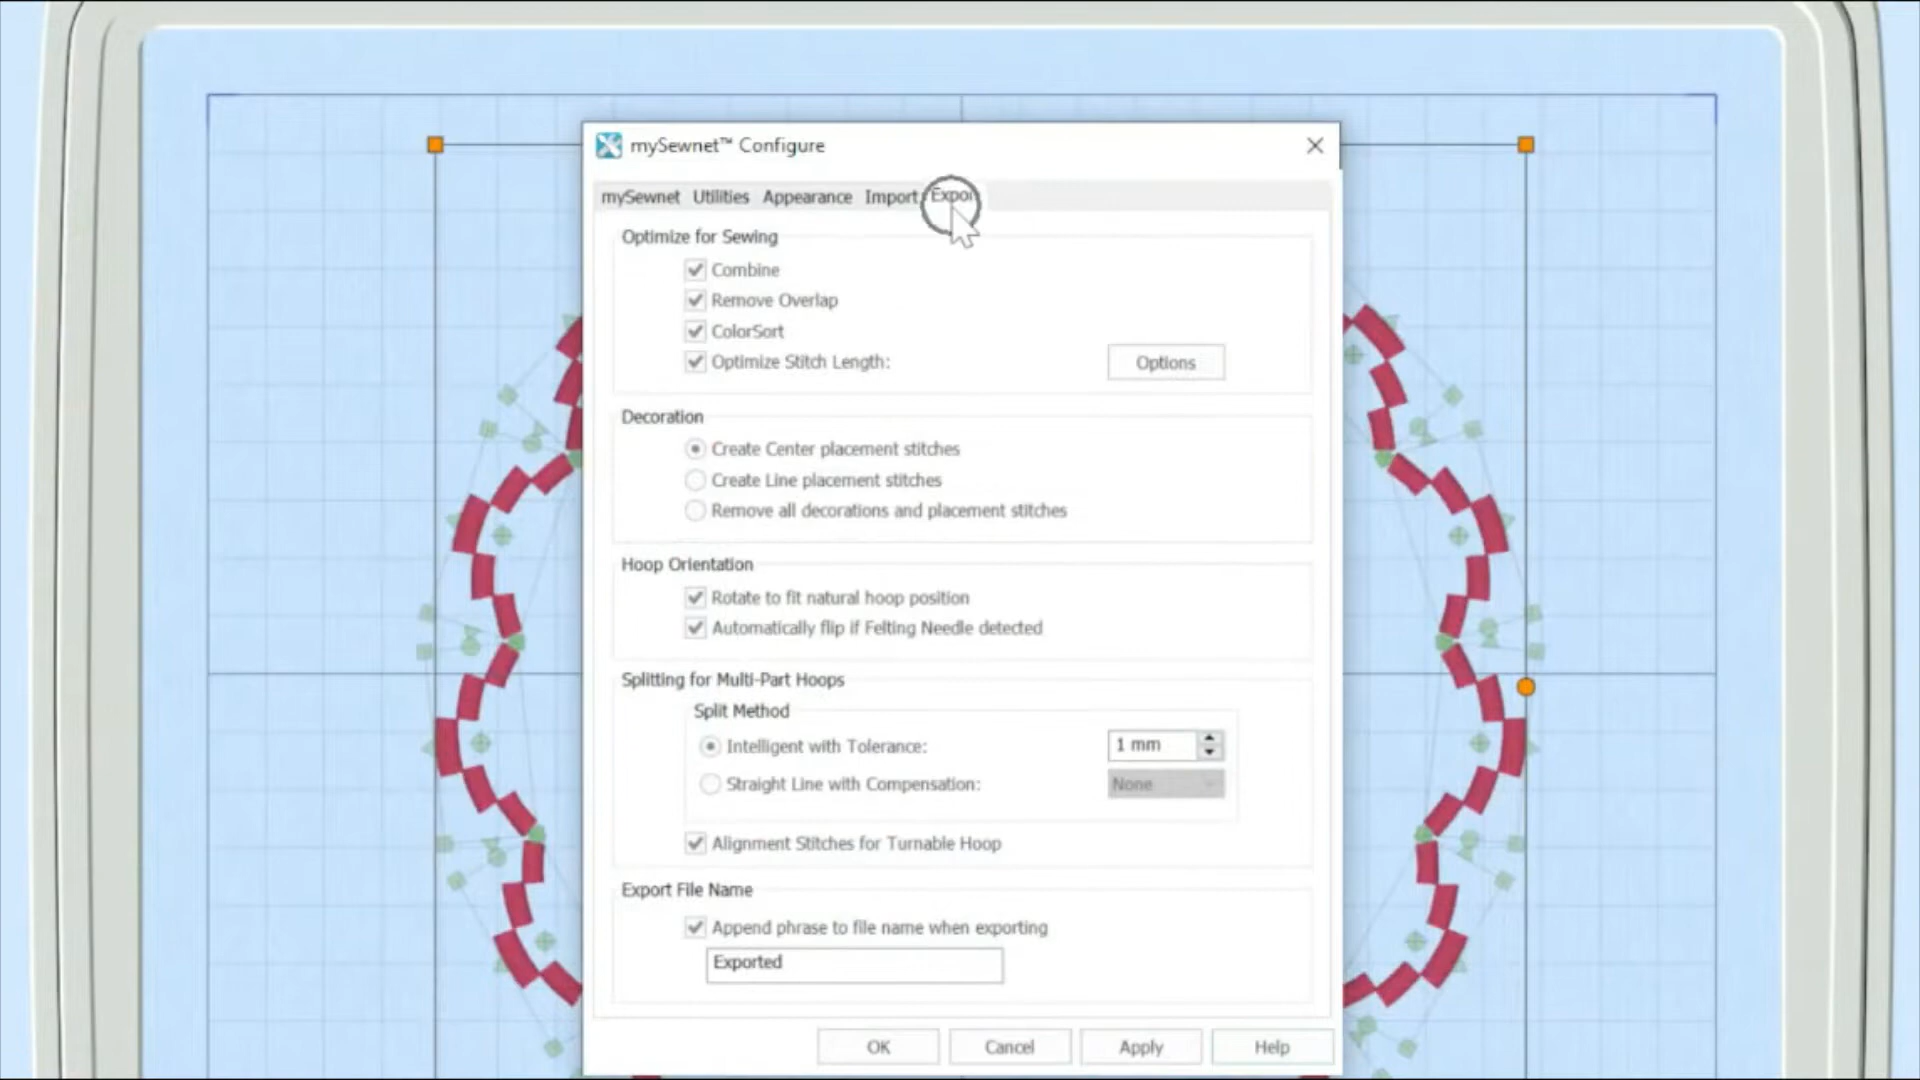 mySewnet™ Configure
mySewnet Utilities Appearance Import Export
Optimize for Sewing
Combine
Remove Overlap
ColorSort
Optimize Stitch Length:
Options
Decoration
Create Center placement stitches
Create Line placement stitches
Remove all decorations and placement stitches
Hoop Orientation
Rotate to fit natural hoop position
Automatically flip if Felting Needle detected
Splitting for Multi-Part Hoops
Split Method
Intelligent with Tolerance: 1 mm
Straight Line with Compensation: None
Alignment Stitches for Turnable Hoop
Export File Name
Append phrase to file name when exporting
Exported
OK Cancel Apply Help